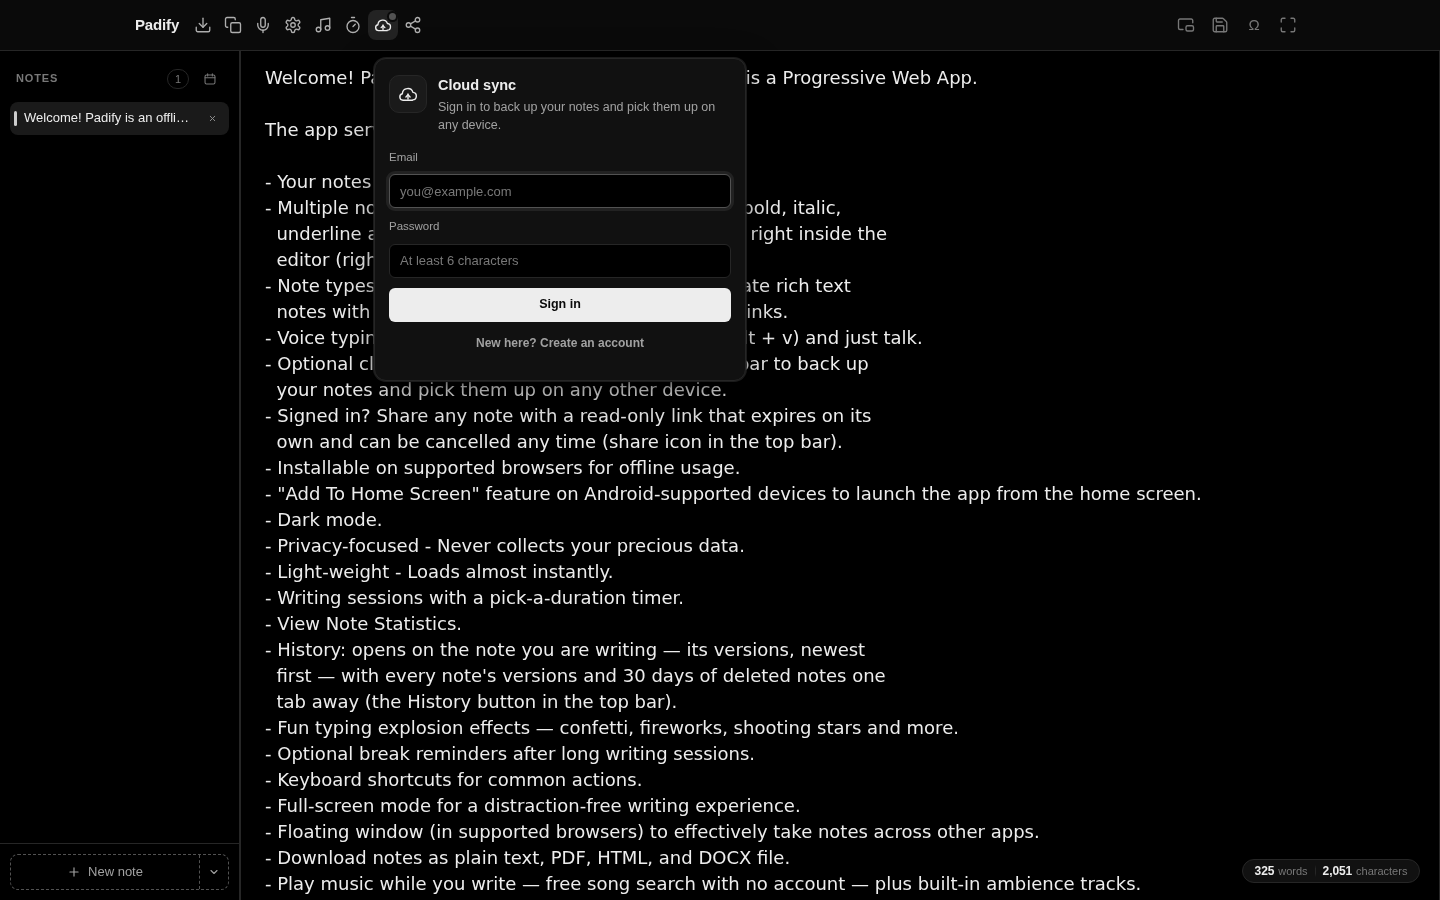 Padify
Ω
NOTES
1
Welcome! Padify is an offli...
New note
Cloud sync
Sign in to back up your notes and pick them up on
any device.
Email
you@example.com
Password
At least 6 characters
Sign in
New here? Create an account
Welcome! is a Progressive Web App.
The app
- Your notes
- Multiple bold, italic,
underline right inside the
editor
- Note types rich text
notes with
- Voice + v) and just talk.
- Optional to back up
your notes and pick them up on any other device.
- Signed in? Share any note with a read-only link that expires on its
own and can be cancelled any time (share icon in the top bar).
- Installable on supported browsers for offline usage.
- "Add To Home Screen" feature on Android-supported devices to launch the app from the home screen.
- Dark mode.
- Privacy-focused - Never collects your precious data.
- Light-weight - Loads almost instantly.
- Writing sessions with a pick-a-duration timer.
- View Note Statistics.
- History: opens on the note you are writing — its versions, newest
first — with every note's versions and 30 days of deleted notes one
tab away (the History button in the top bar).
- Fun typing explosion effects — confetti, fireworks, shooting stars and more.
- Optional break reminders after long writing sessions.
- Keyboard shortcuts for common actions.
- Full-screen mode for a distraction-free writing experience.
- Floating window (in supported browsers) to effectively take notes across other apps.
- Download notes as plain text, PDF, HTML, and DOCX file.
- Play music while you write — free song search with no account — plus built-in ambience tracks.
325 words 2,051 characters